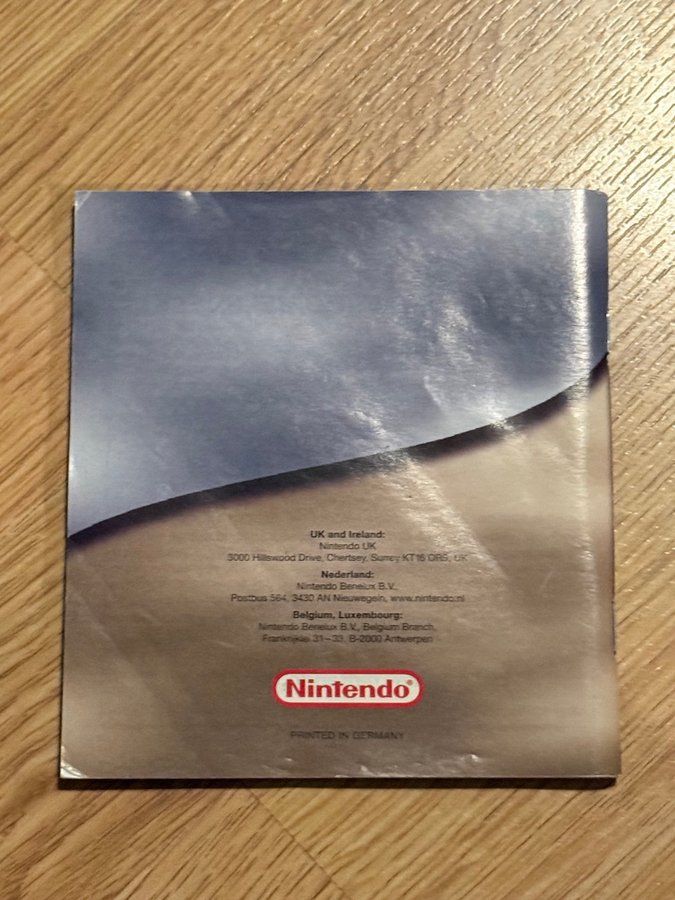 UK and Ireland:
Nintendo UK
3000 Hillswood Drive, Chertsey, Surrey KT16 0RS, UK
Nederland:
Nintendo Benelux B.V.,
Postbus 564, 3430 AN Nieuwegein, www.nintendo.nl
Belgium, Luxembourg:
Nintendo Benelux B.V., Belgium Branch,
Frankrijklei 31–33, B-2000 Antwerpen
Nintendo®
PRINTED IN GERMANY